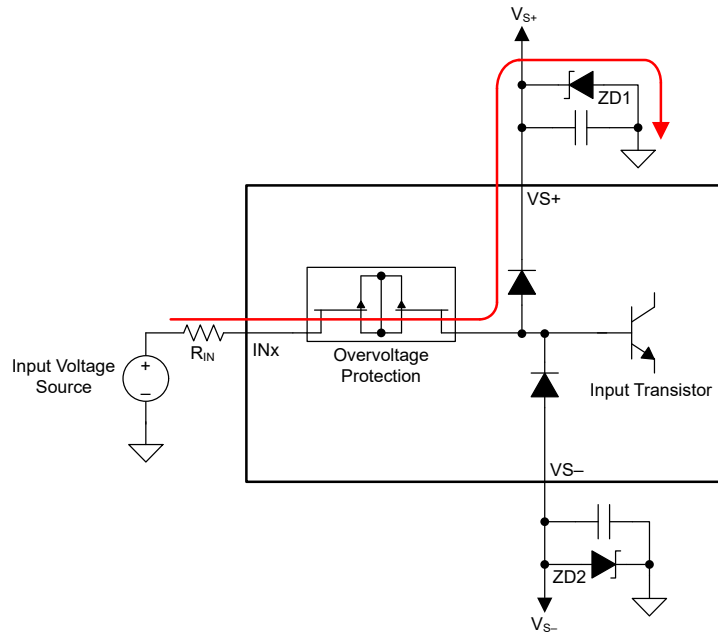 VS+
ZD1
VS+
+
–
RIN
INx
Input Voltage
Source
Overvoltage
Protection
Input Transistor
VS–
ZD2
VS–